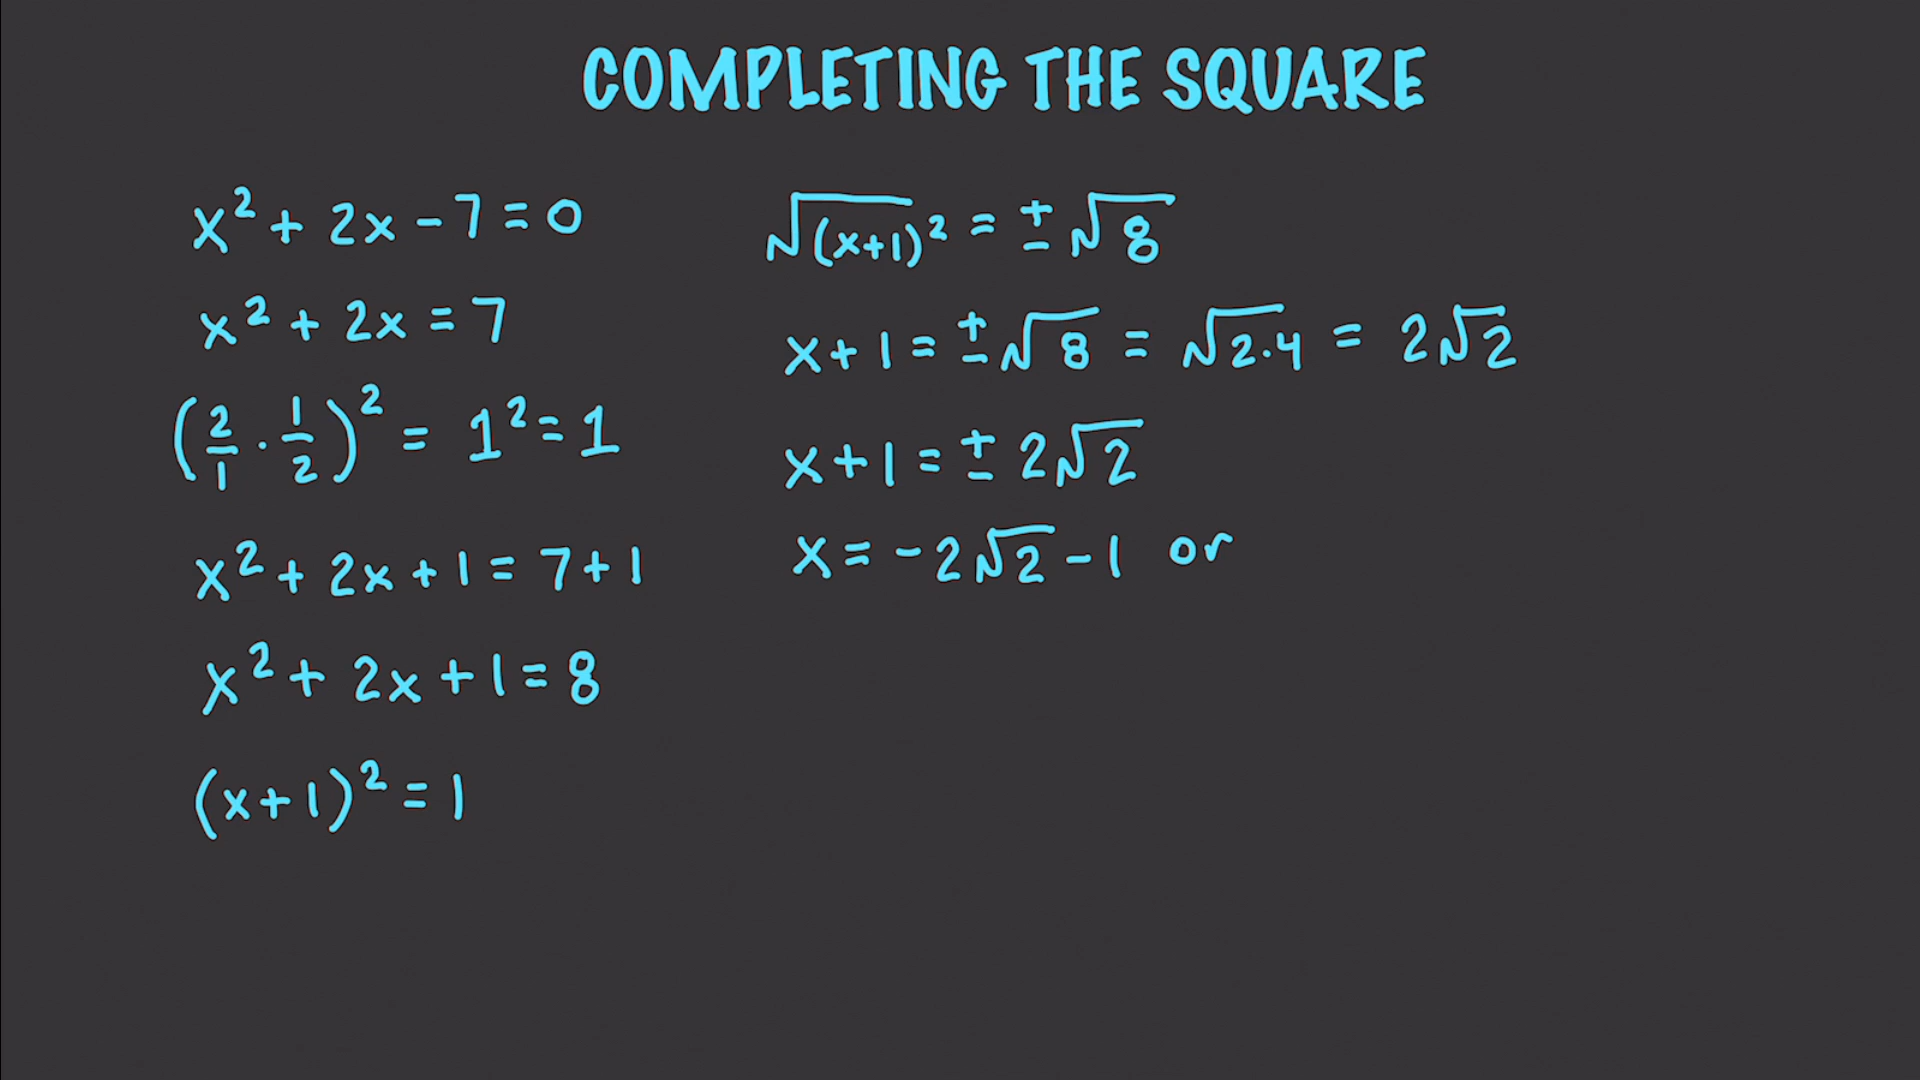 COMPLETING THE SQUARE
x² + 2x - 7 = 0
x² + 2x = 7
(2/1 · 1/2)² = 1² = 1
x² + 2x + 1 = 7 + 1
x² + 2x + 1 = 8
(x+1)² = 1
√(x+1)² = ± √8
x + 1 = ± √8 = √2·4 = 2√2
x + 1 = ± 2√2
x = -2√2 - 1 or